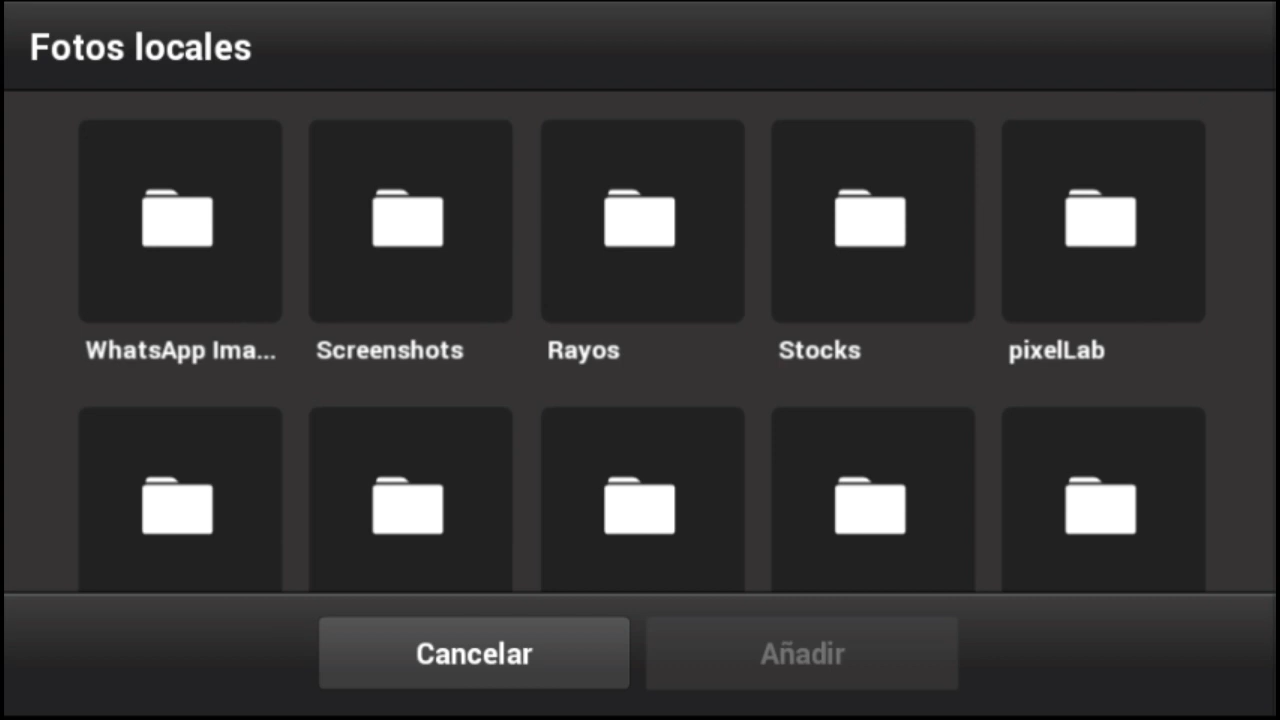 Fotos locales
WhatsApp Ima...
Screenshots
Rayos
Stocks
pixelLab
Cancelar
Añadir